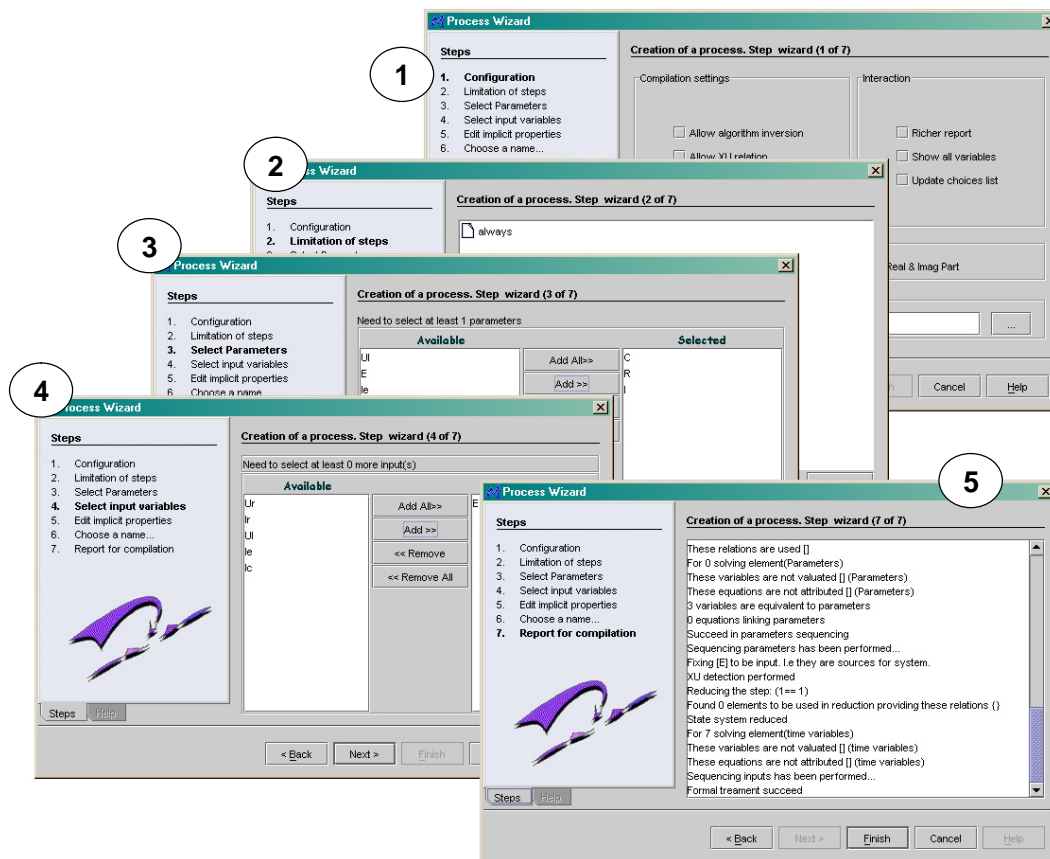 Process Wizard
1
Steps
1. Configuration
2. Limitation of steps
3. Select Parameters
4. Select input variables
5. Edit implicit properties
6. Choose a name...
Creation of a process. Step wizard (1 of 7)
Compilation settings
Allow algorithm inversion
Allow XU relation
Interaction
Richer report
Show all variables
Update choices list
Real & Imag Part
...
Cancel
Help
2
Wizard
Steps
1. Configuration
2. Limitation of steps
Creation of a process. Step wizard (2 of 7)
always
3
Process Wizard
Steps
1. Configuration
2. Limitation of steps
3. Select Parameters
4. Select input variables
5. Edit implicit properties
6. Choose a name
Creation of a process. Step wizard (3 of 7)
Need to select at least 1 parameters
Available
Ul
E
Ie
Add All>>
Add >>
Selected
C
R
l
4
Process Wizard
Steps
1. Configuration
2. Limitation of steps
3. Select Parameters
4. Select input variables
5. Edit implicit properties
6. Choose a name...
7. Report for compilation
Creation of a process. Step wizard (4 of 7)
Need to select at least 0 more input(s)
Available
Ur
Ir
Ul
Ie
Ic
Add All>>
Add >>
<< Remove
<< Remove All
E
Steps
Help
< Back
Next >
Finish
5
Process Wizard
Steps
1. Configuration
2. Limitation of steps
3. Select Parameters
4. Select input variables
5. Edit implicit properties
6. Choose a name...
7. Report for compilation
Creation of a process. Step wizard (7 of 7)
These relations are used []
For 0 solving element(Parameters)
These variables are not valuated [] (Parameters)
These equations are not attributed [] (Parameters)
3 variables are equivalent to parameters
0 equations linking parameters
Succeed in parameters sequencing
Sequencing parameters has been performed...
Fixing [E] to be input. I.e they are sources for system.
XU detection performed
Reducing the step: (1== 1)
Found 0 elements to be used in reduction providing these relations {}
State system reduced
For 7 solving element(time variables)
These variables are not valuated [] (time variables)
These equations are not attributed [] (time variables)
Sequencing inputs has been performed...
Formal treament succeed
Steps
Help
< Back
Next >
Finish
Cancel
Help